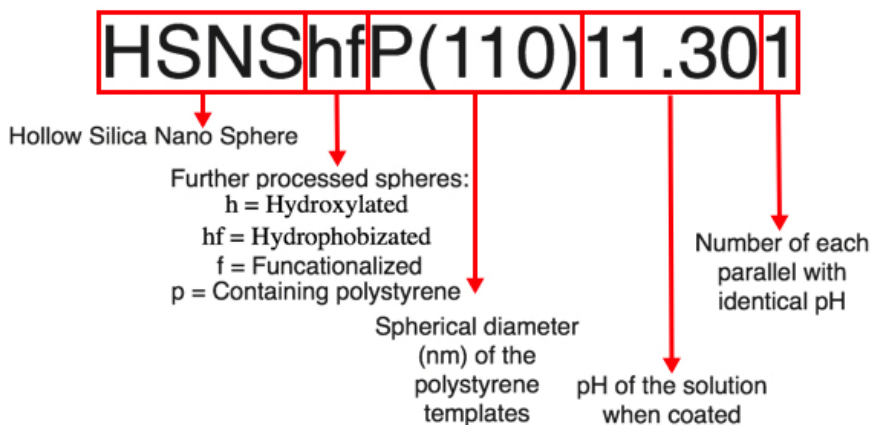 HSNShfP(110)11.301
Hollow Silica Nano Sphere
Further processed spheres:
h = Hydroxylated
hf = Hydrophobizated
f = Funcationalized
p = Containing polystyrene
Spherical diameter
(nm) of the
polystyrene
templates
pH of the solution
when coated
Number of each
parallel with
identical pH